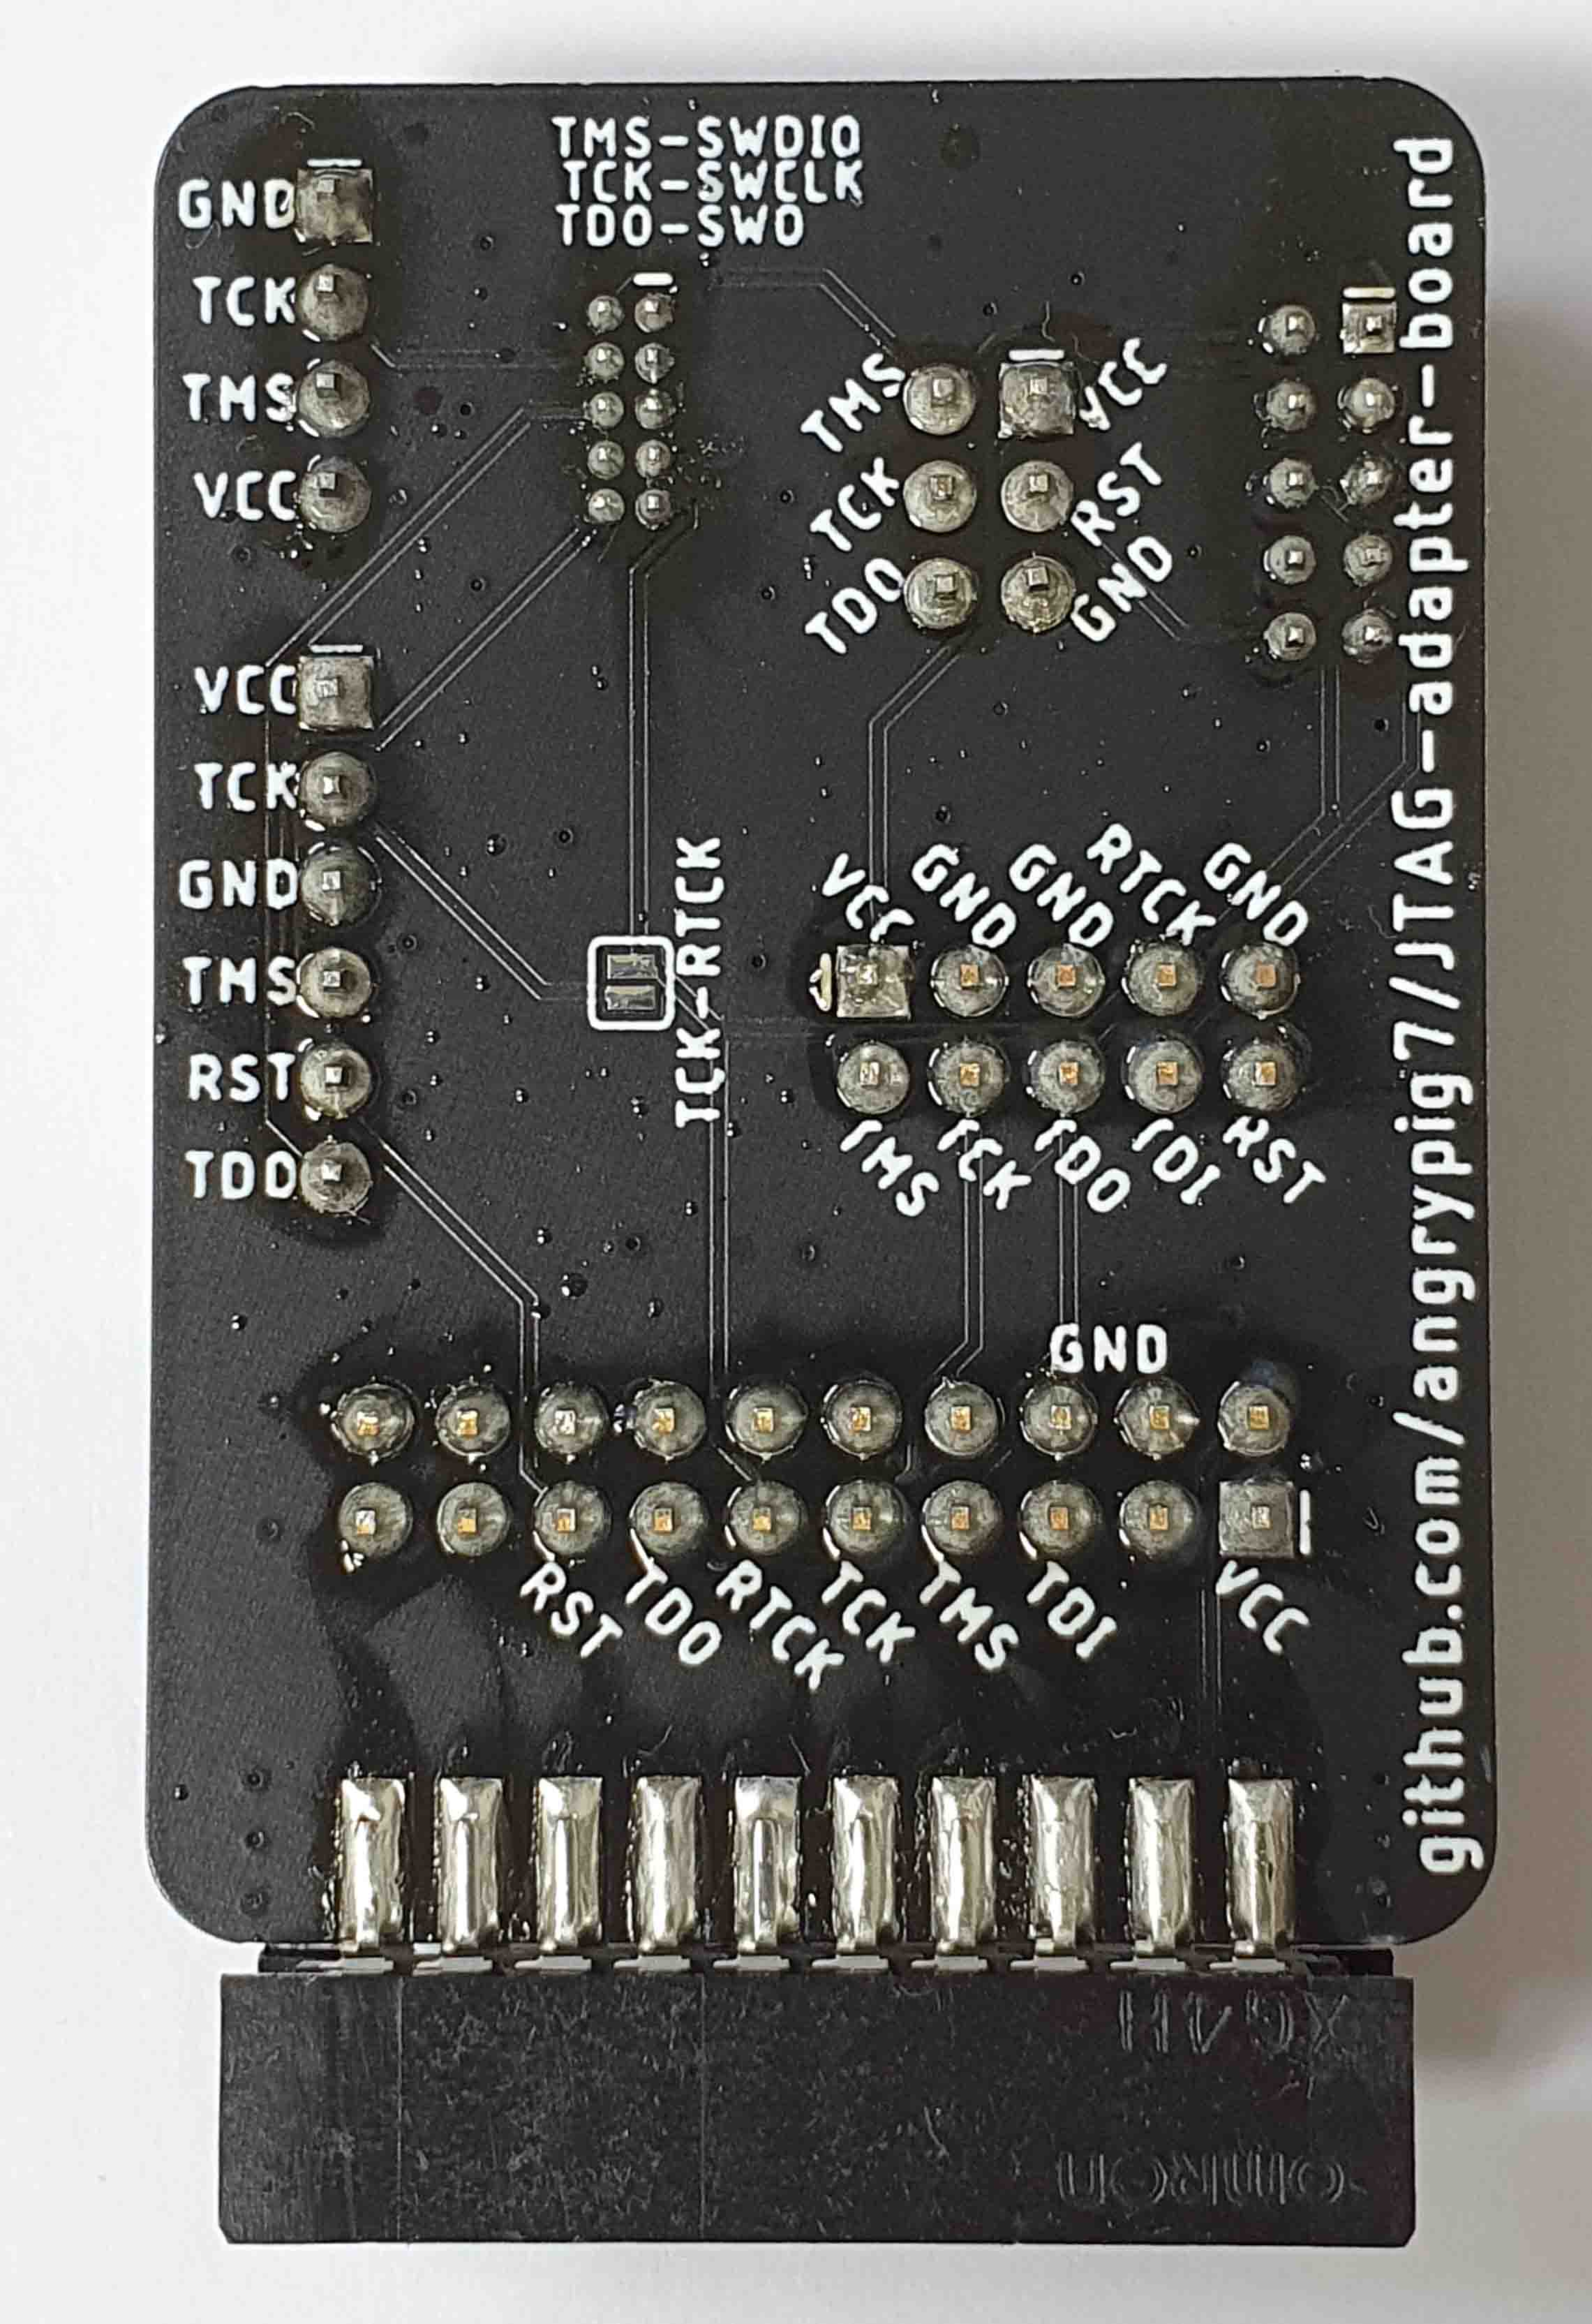 TMS-SWDIO
TCK-SWCLK
TDO-SWO
GND
TCK
TMS
VCC
TMS
VCC
TCK
RST
TDO
GND
VCC
TCK
GND
TMS
RST
TDO
TCK-RTCK
VCC
GND
GND
RTCK
GND
TMS
TCK
TDO
TDI
RST
GND
RST
TDO
RTCK
TCK
TMS
TDI
VCC
github.com/angrypig7/JTAG-adapter-board
XG4H
OMRON